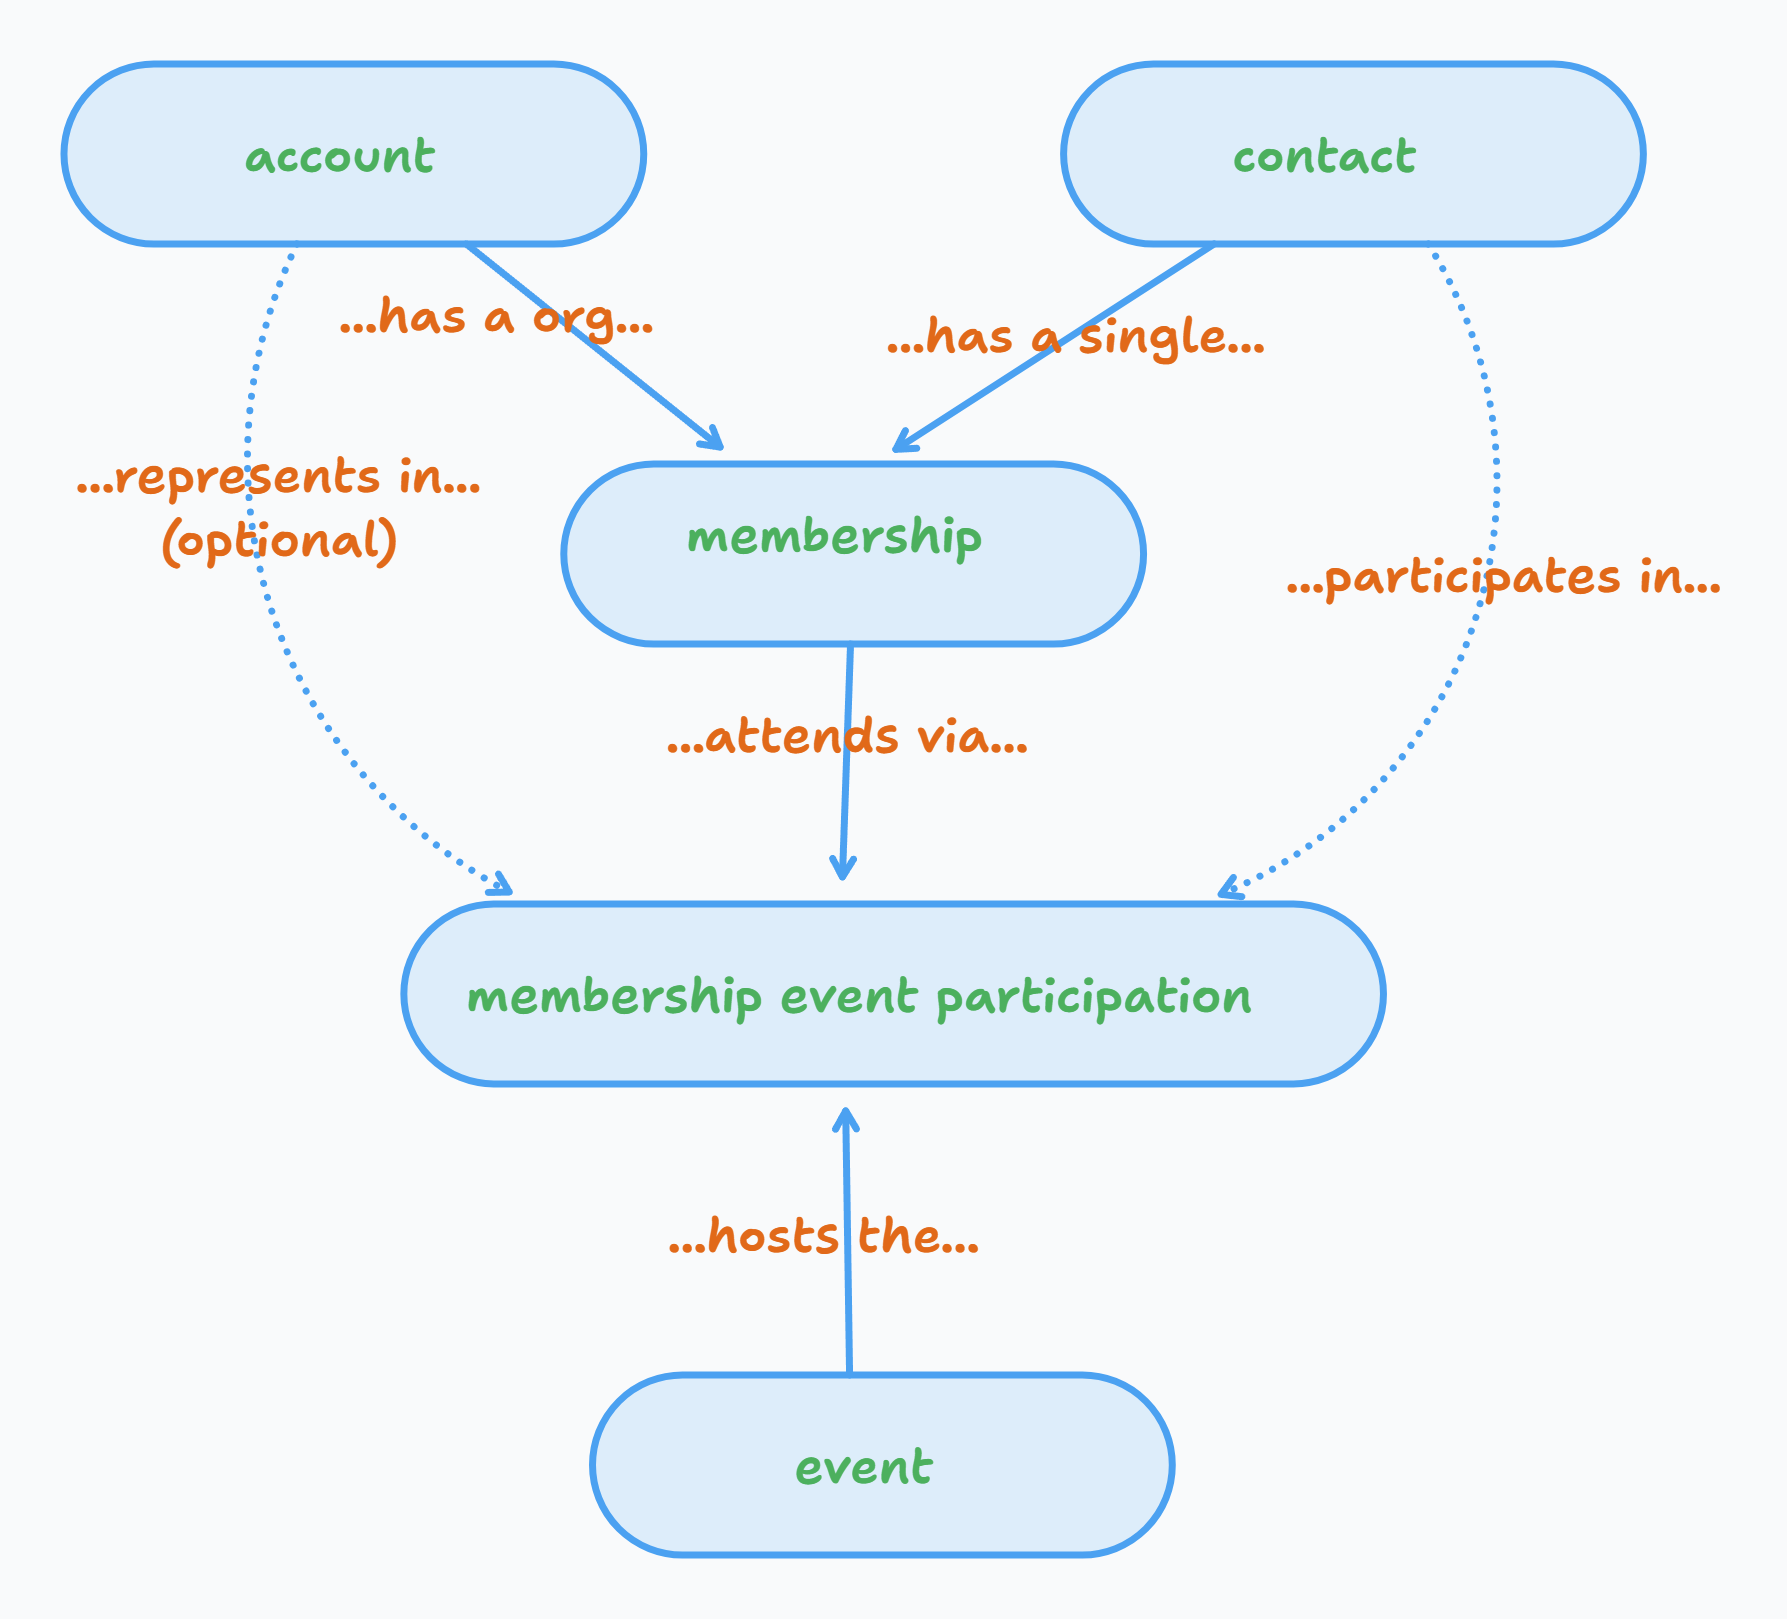 account
contact
...has a org...
...has a single...
...represents in...
(optional)
membership
...participates in...
...attends via...
membership event participation
...hosts the...
event